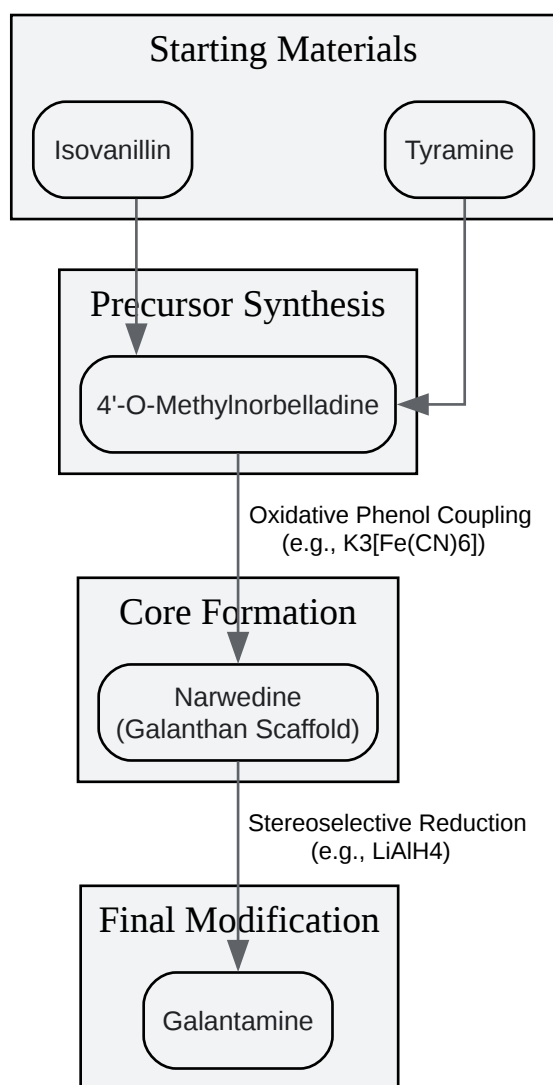 Starting Materials
Isovanillin
Tyramine
Precursor Synthesis
4'-O-Methylnorbelladine
Oxidative Phenol Coupling
(e.g., K3[Fe(CN)6])
Core Formation
Narwedine
(Galanthan Scaffold)
Stereoselective Reduction
(e.g., LiAlH4)
Final Modification
Galantamine